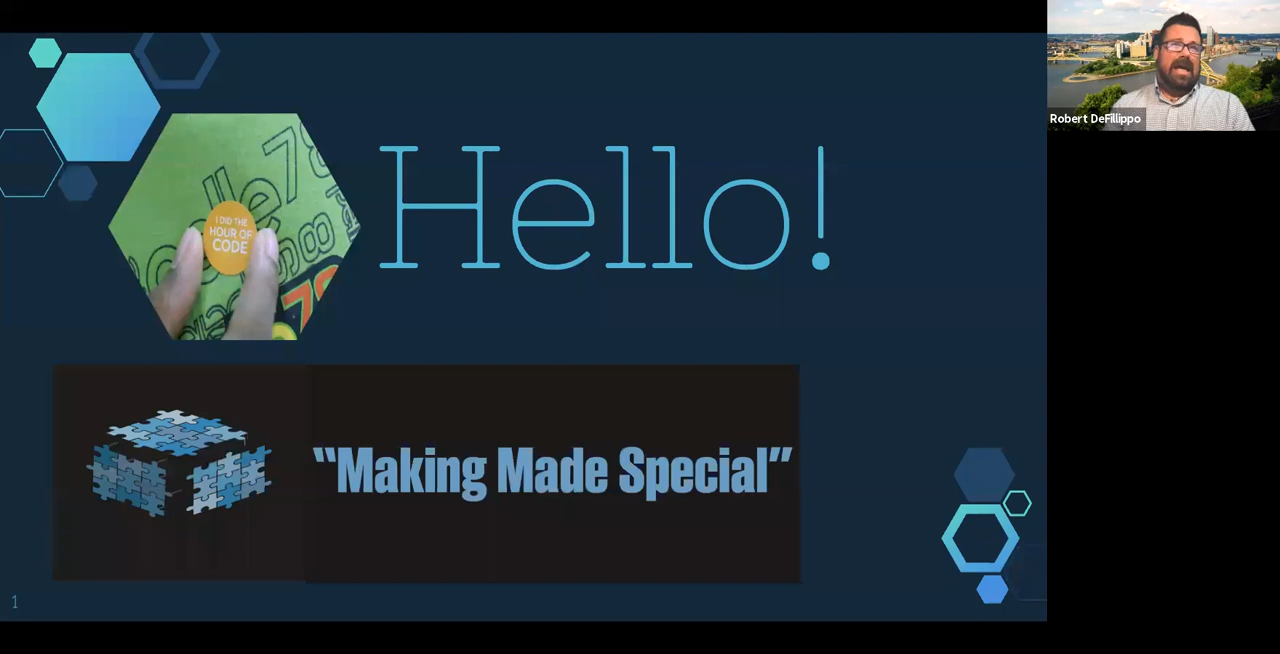 Hello!
I DID THE
HOUR OF
CODE
"Making Made Special"
1
Robert DeFillippo